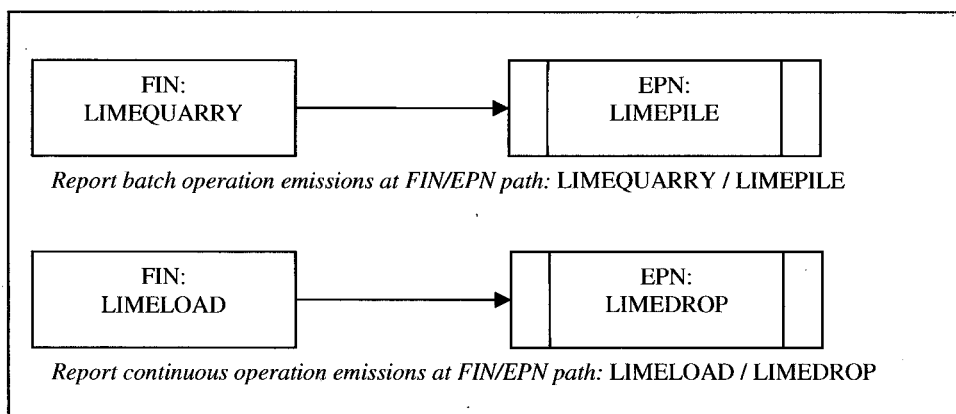 FIN:
LIMEQUARRY
EPN:
LIMEPILE
Report batch operation emissions at FIN/EPN path: LIMEQUARRY / LIMEPILE
FIN:
LIMELOAD
EPN:
LIMEDROP
Report continuous operation emissions at FIN/EPN path: LIMELOAD / LIMEDROP